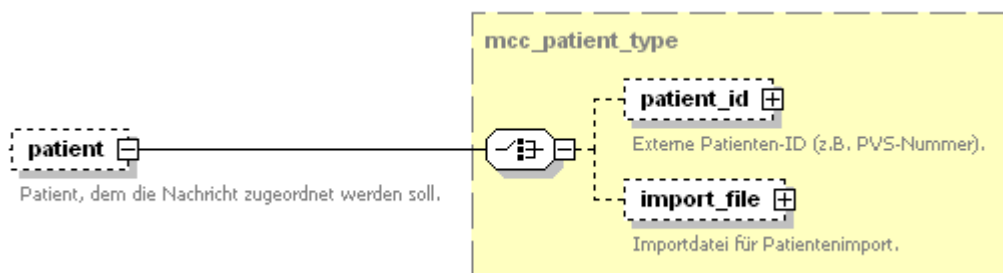 mcc_patient_type
patient_id
Externe Patienten-ID (z.B. PVS-Nummer).
patient
Patient, dem die Nachricht zugeordnet werden soll.
import_file
Importdatei für Patientenimport.